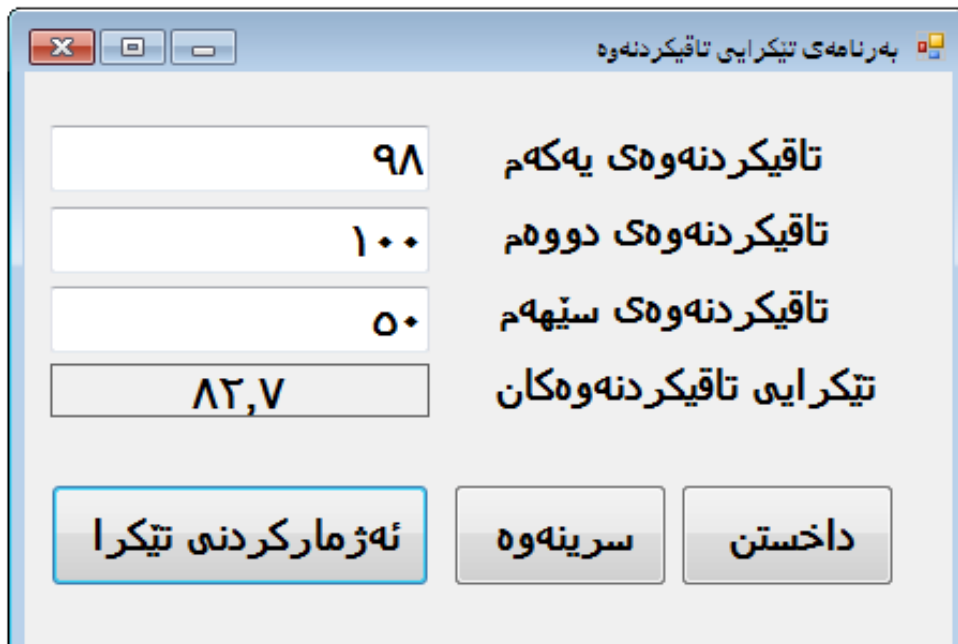 بەرنامەی تێکرایی تاقیکردنەوە
تاقیکردنەوەی یەکەم ٩٨
تاقیکردنەوەی دووەم ١٠٠
تاقیکردنەوەی سێهەم ٥٠
تێکرایی تاقیکردنەوەکان ٨٢,٧
داخستن سرینەوە ئەژمارکردنی تێکرا